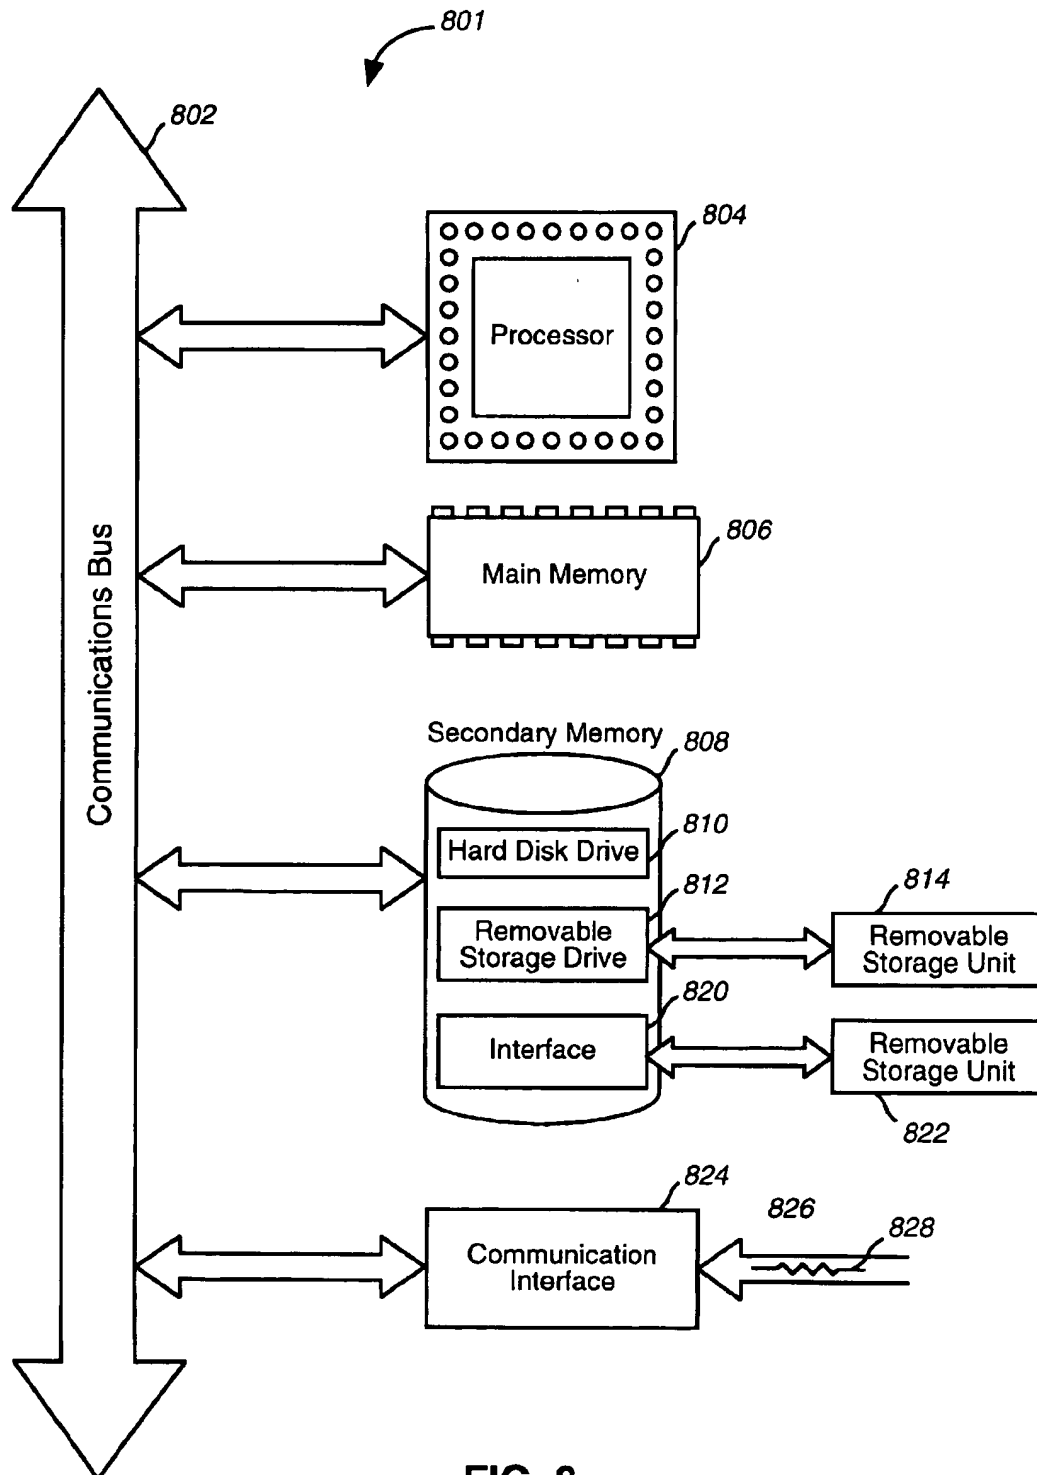 801
802
804
Processor
806
Main Memory
Communications Bus
Secondary Memory
808
810
Hard Disk Drive
812
814
Removable
Storage Drive
Removable
Storage Unit
820
Interface
Removable
Storage Unit
822
824
826
828
Communication
Interface